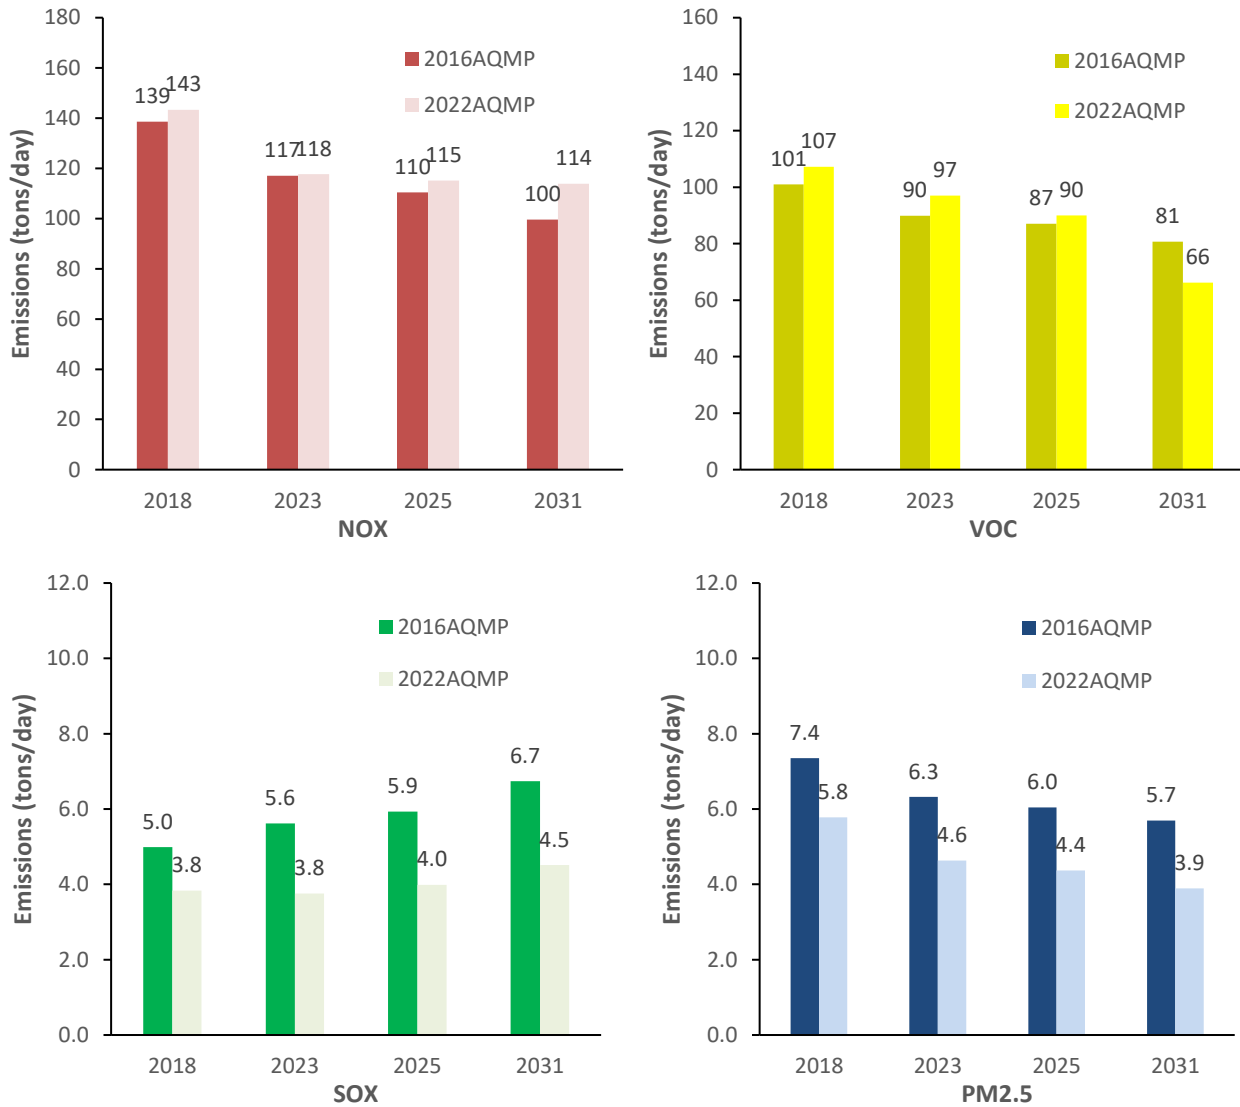 180
160
140
120
100
80
60
40
20
0
Emissions (tons/day)
2016AQMP
2022AQMP
139 143
117 118
110 115
100 114
2018 2023 2025 2031
NOX
160
140
120
100
80
60
40
20
0
Emissions (tons/day)
2016AQMP
2022AQMP
101 107
90 97
87 90
81 66
2018 2023 2025 2031
VOC
12.0
10.0
8.0
6.0
4.0
2.0
0.0
Emissions (tons/day)
2016AQMP
2022AQMP
5.0 3.8
5.6 3.8
5.9 4.0
6.7 4.5
2018 2023 2025 2031
SOX
12.0
10.0
8.0
6.0
4.0
2.0
0.0
Emissions (tons/day)
2016AQMP
2022AQMP
7.4 5.8
6.3 4.6
6.0 4.4
5.7 3.9
2018 2023 2025 2031
PM2.5